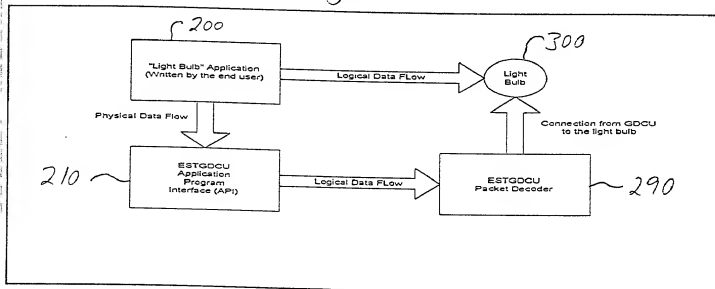 200
300
"Light Bulb" Application
(Written by the end user)
Logical Data FLow
Light
Bulb
Physical Data Flow
Connection from GDCU
to the light bulb
210
ESTGDCU
Application
Program
Interface (API)
Logical Data FLow
ESTGDCU
Packet Decoder
290